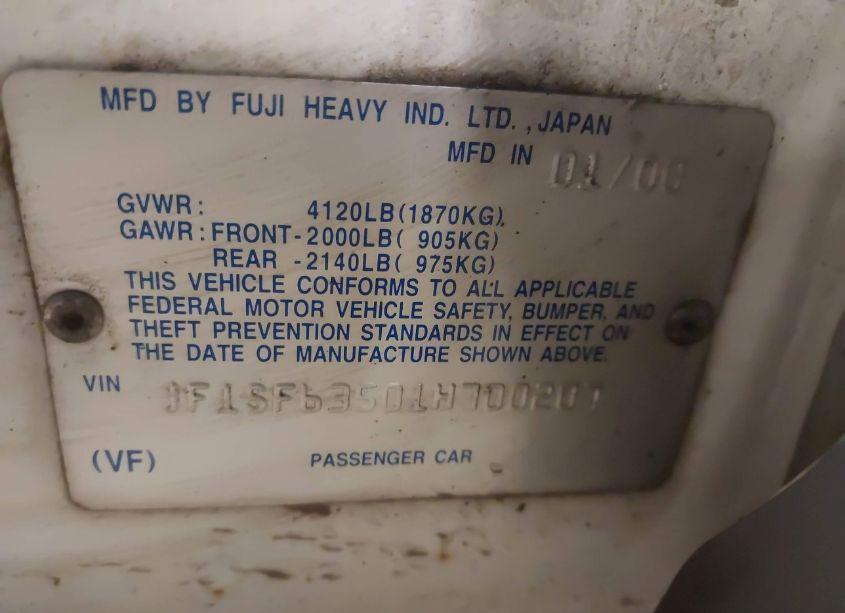 MFD BY FUJI HEAVY IND. LTD., JAPAN
MFD IN 01/00
GVWR: 4120LB(1870KG)
GAWR: FRONT-2000LB( 905KG)
REAR -2140LB( 975KG)
THIS VEHICLE CONFORMS TO ALL APPLICABLE
FEDERAL MOTOR VEHICLE SAFETY, BUMPER, AND
THEFT PREVENTION STANDARDS IN EFFECT ON
THE DATE OF MANUFACTURE SHOWN ABOVE.
VIN
(VF) PASSENGER CAR